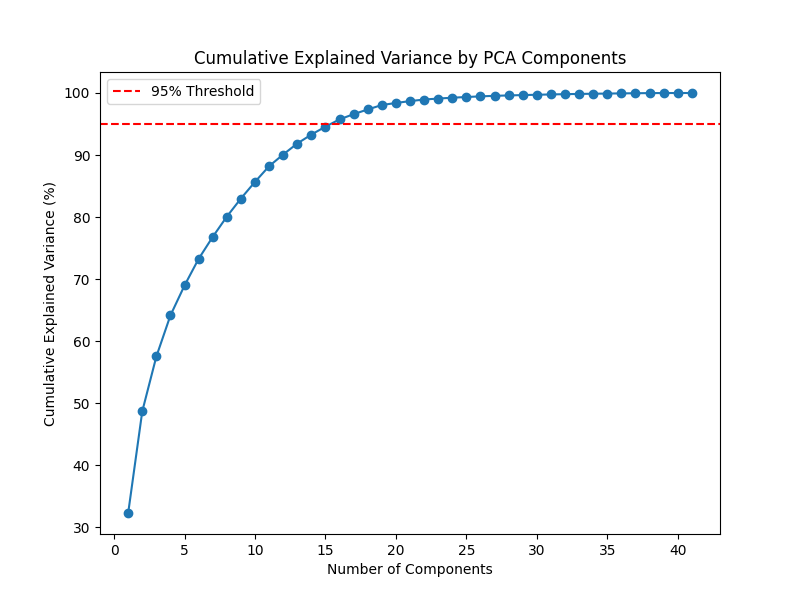 Cumulative Explained Variance by PCA Components
95% Threshold
100
90
80
70
60
50
40
30
Cumulative Explained Variance (%)
0 5 10 15 20 25 30 35 40
Number of Components